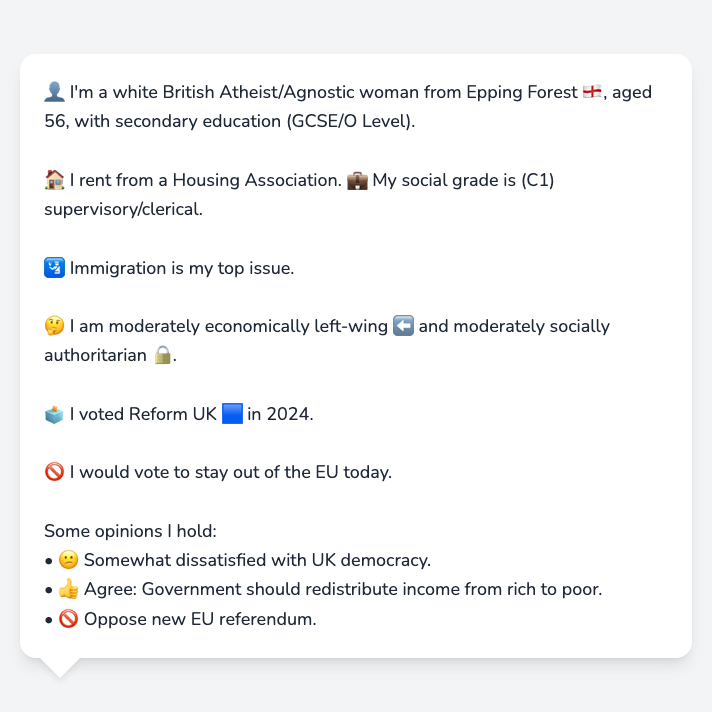 👤 I'm a white British Atheist/Agnostic woman from Epping Forest 🏴󠁧󠁢󠁥󠁮󠁧󠁿, aged
56, with secondary education (GCSE/O Level).
🏠 I rent from a Housing Association. 💼 My social grade is (C1)
supervisory/clerical.
🛂 Immigration is my top issue.
🤔 I am moderately economically left-wing ⬅️ and moderately socially
authoritarian 🔒.
🗳️ I voted Reform UK 🟦 in 2024.
🚫 I would vote to stay out of the EU today.
Some opinions I hold:
• 🙁 Somewhat dissatisfied with UK democracy.
• 👍 Agree: Government should redistribute income from rich to poor.
• 🚫 Oppose new EU referendum.